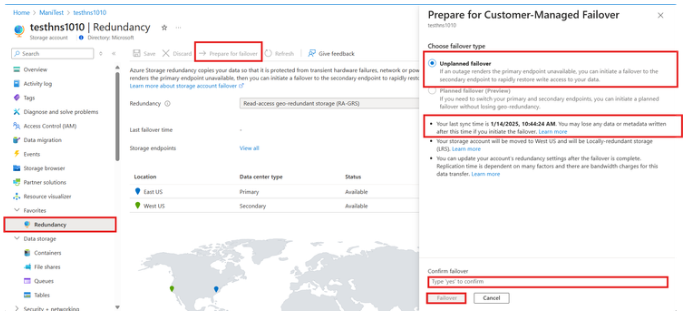 Home > ManiTest > testhns1010
testhns1010 | Redundancy
Storage account
Directory: Microsoft
Search
Save
Discard
Prepare for failover
Refresh
Give feedback
Overview
Activity log
Tags
Diagnose and solve problems
Access Control (IAM)
Data migration
Events
Storage browser
Partner solutions
Resource visualizer
Favorites
Redundancy
Data storage
Containers
File shares
Queues
Tables
Security + networking
Azure Storage redundancy copies your data so that it is protected from transient hardware failures, network or pow
renders the primary endpoint unavailable, then you can initiate a failover to the secondary endpoint to rapidly rest
Learn more about storage account failover
Redundancy
Read-access geo-redundant storage (RA-GRS)
Last failover time
-
Storage endpoints
View all
Location Data center type Status
East US Primary Available
West US Secondary Available
Prepare for Customer-Managed Failover
testhns1010
Choose failover type
Unplanned failover
If an outage renders the primary endpoint unavailable, you can initiate a failover to the
secondary endpoint to rapidly restore write access to your data.
Planned failover (Preview)
If you need to switch your primary and secondary endpoints, you can initiate a planned
failover without losing geo-redundancy.
• Your last sync time is 1/14/2025, 10:44:24 AM. You may lose any data or metadata written
after this time if you initiate the failover. Learn more
• Your storage account will be moved to West US and will be Locally-redundant storage
(LRS). Learn more
• You can update your account's redundancy settings after the failover is complete.
Replication time is dependent on many factors and there are bandwidth charges for this
data transfer. Learn more
Confirm failover
Type 'yes' to confirm
Failover
Cancel